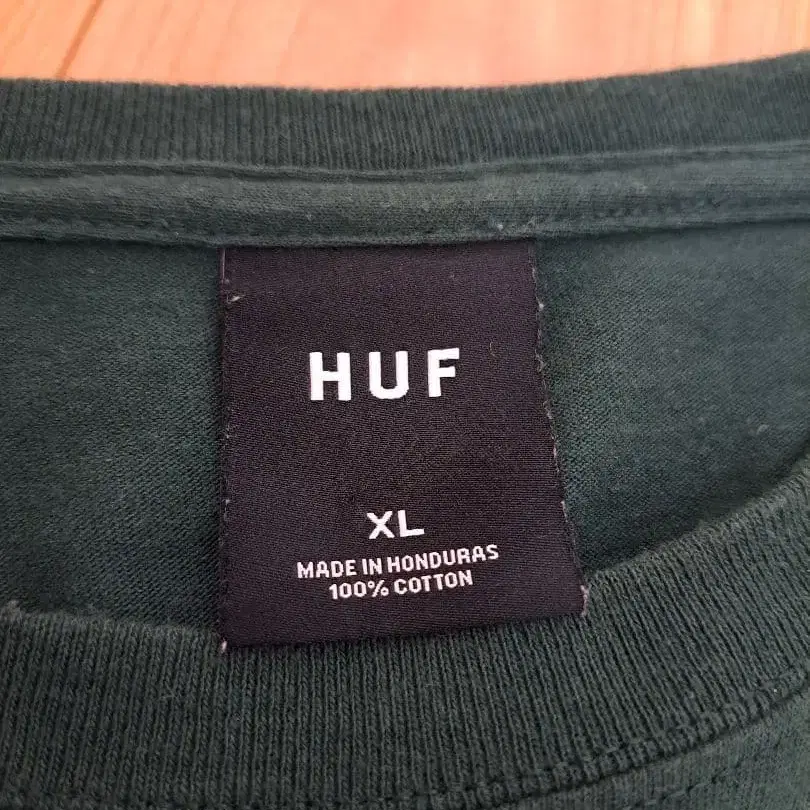 HUF
XL
MADE IN HONDURAS
100% COTTON